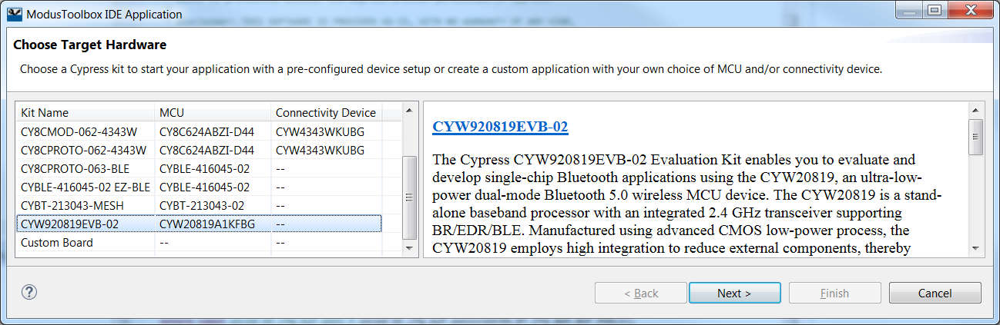 ModusToolbox IDE Application
Choose Target Hardware
Choose a Cypress kit to start your application with a pre-configured device setup or create a custom application with your own choice of MCU and/or connectivity device.
Kit Name MCU Connectivity Device
CY8CMOD-062-4343W CY8C624ABZI-D44 CYW4343WKUBG
CY8CPROTO-062-4343W CY8C624ABZI-D44 CYW4343WKUBG
CY8CPROTO-063-BLE CYBLE-416045-02 --
CYBLE-416045-02 EZ-BLE CYBLE-416045-02 --
CYBT-213043-MESH CYBT-213043-02 --
CYW920819EVB-02 CYW20819A1KFBG --
Custom Board -- --
CYW920819EVB-02
The Cypress CYW920819EVB-02 Evaluation Kit enables you to evaluate and
develop single-chip Bluetooth applications using the CYW20819, an ultra-low-
power dual-mode Bluetooth 5.0 wireless MCU device. The CYW20819 is a stand-
alone baseband processor with an integrated 2.4 GHz transceiver supporting
BR/EDR/BLE. Manufactured using advanced CMOS low-power process, the
CYW20819 employs high integration to reduce external components, thereby
?
< Back Next > Finish Cancel